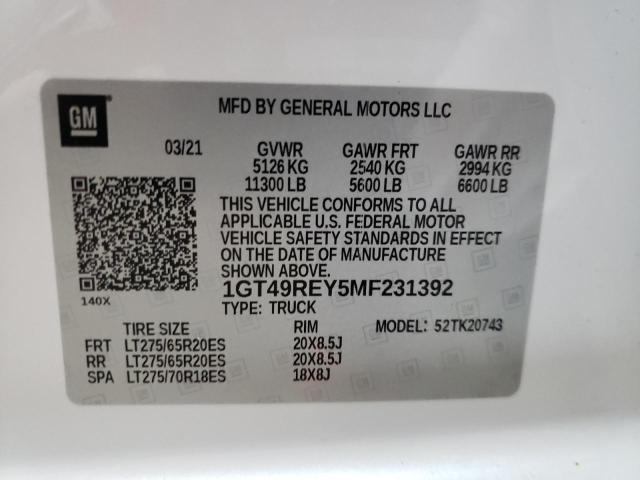 GM
MFD BY GENERAL MOTORS LLC
03/21 GVWR GAWR FRT GAWR RR
5126 KG 2540 KG 2994 KG
11300 LB 5600 LB 6600 LB
THIS VEHICLE CONFORMS TO ALL
APPLICABLE U.S. FEDERAL MOTOR
VEHICLE SAFETY STANDARDS IN EFFECT
ON THE DATE OF MANUFACTURE
SHOWN ABOVE.
1GT49REY5MF231392
140X
TYPE: TRUCK
TIRE SIZE RIM MODEL: 52TK20743
FRT LT275/65R20ES 20X8.5J
RR LT275/65R20ES 20X8.5J
SPA LT275/70R18ES 18X8J